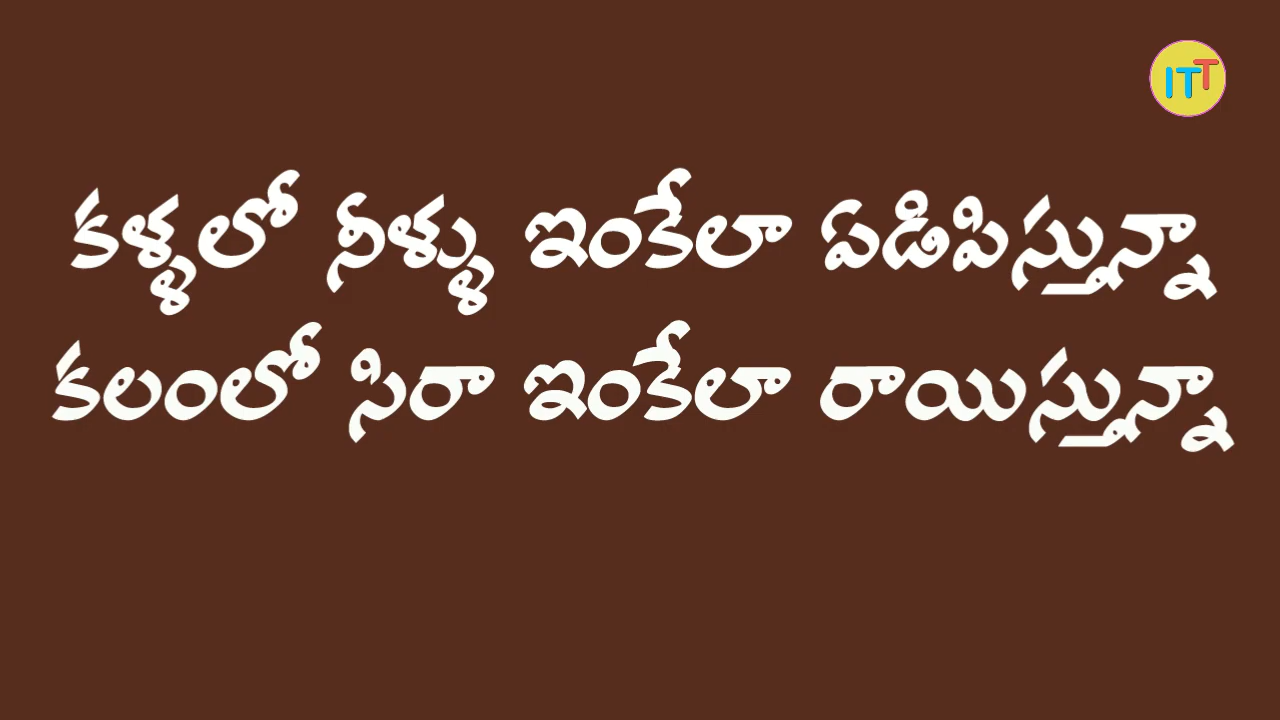 ITT
కళ్ళలో నీళ్ళు ఇంకేలా ఏడిపిస్తున్నా
కలంలో సిరా ఇంకేలా రాయిస్తున్నా